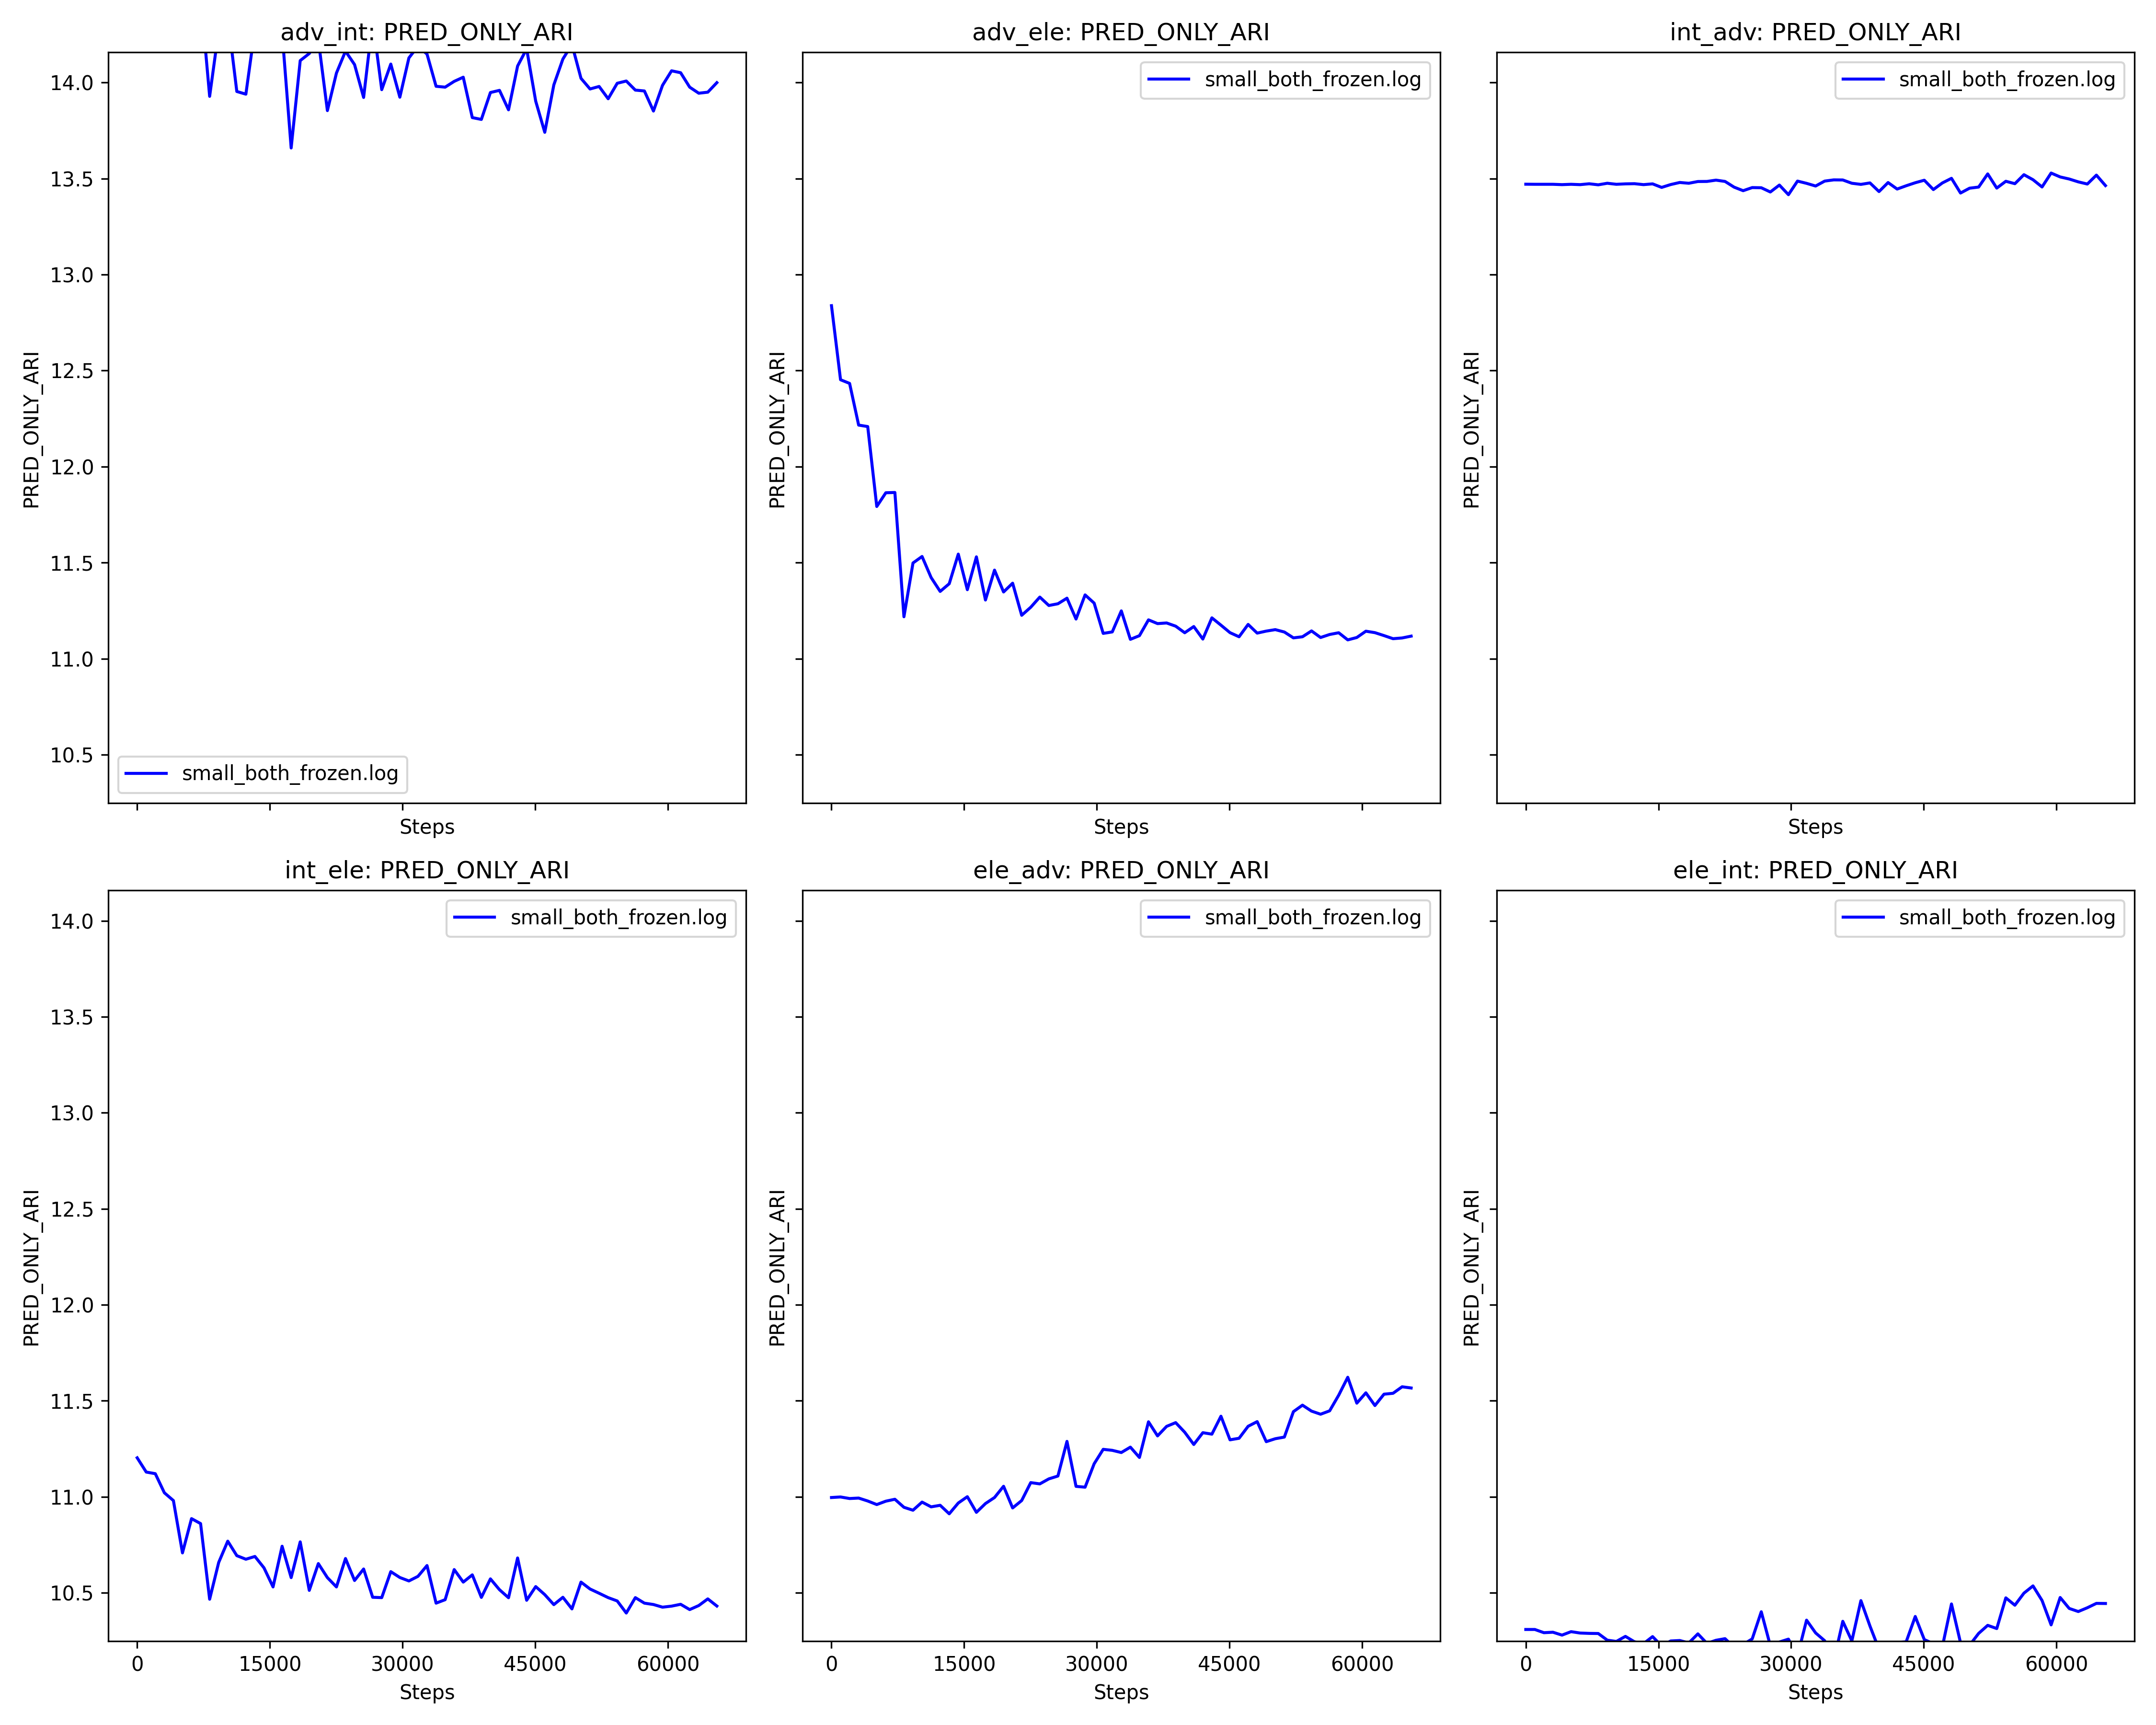 adv_int: PRED_ONLY_ARI
adv_ele: PRED_ONLY_ARI
int_adv: PRED_ONLY_ARI
PRED_ONLY_ARI
14.0
13.5
13.0
12.5
12.0
11.5
11.0
10.5
small_both_frozen.log
Steps
PRED_ONLY_ARI
small_both_frozen.log
Steps
PRED_ONLY_ARI
small_both_frozen.log
Steps
int_ele: PRED_ONLY_ARI
ele_adv: PRED_ONLY_ARI
ele_int: PRED_ONLY_ARI
PRED_ONLY_ARI
14.0
13.5
13.0
12.5
12.0
11.5
11.0
10.5
small_both_frozen.log
0 15000 30000 45000 60000
Steps
PRED_ONLY_ARI
small_both_frozen.log
0 15000 30000 45000 60000
Steps
PRED_ONLY_ARI
small_both_frozen.log
0 15000 30000 45000 60000
Steps